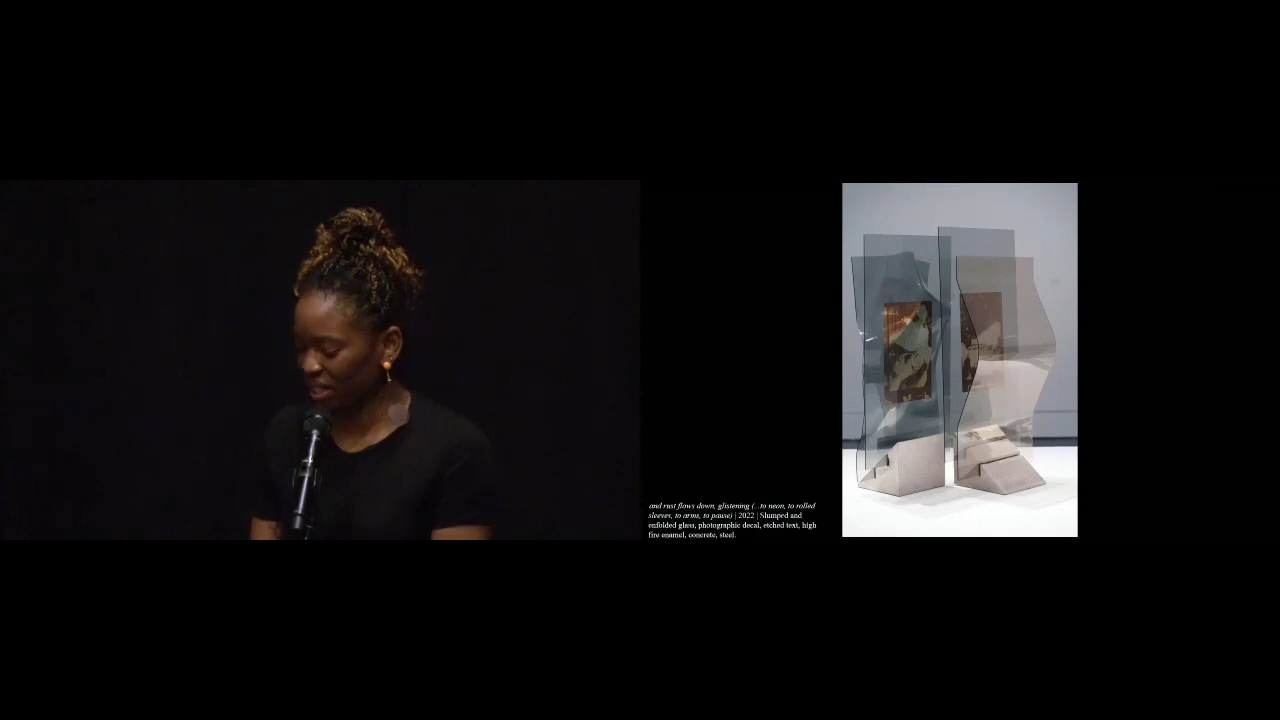 and rust flows down, glistening (...to neon, to rolled
sleeves, to arms, to pause) | 2022 | Slumped and
enfolded glass, photographic decal, etched text, high
fire enamel, concrete, steel.